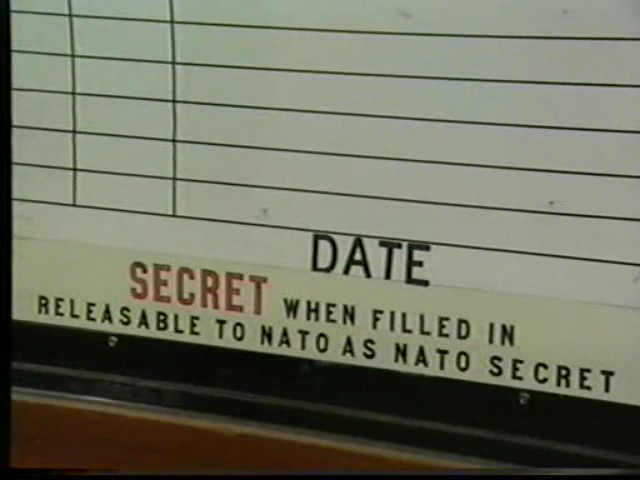 DATE
SECRET WHEN FILLED IN
RELEASABLE TO NATO AS NATO SECRET